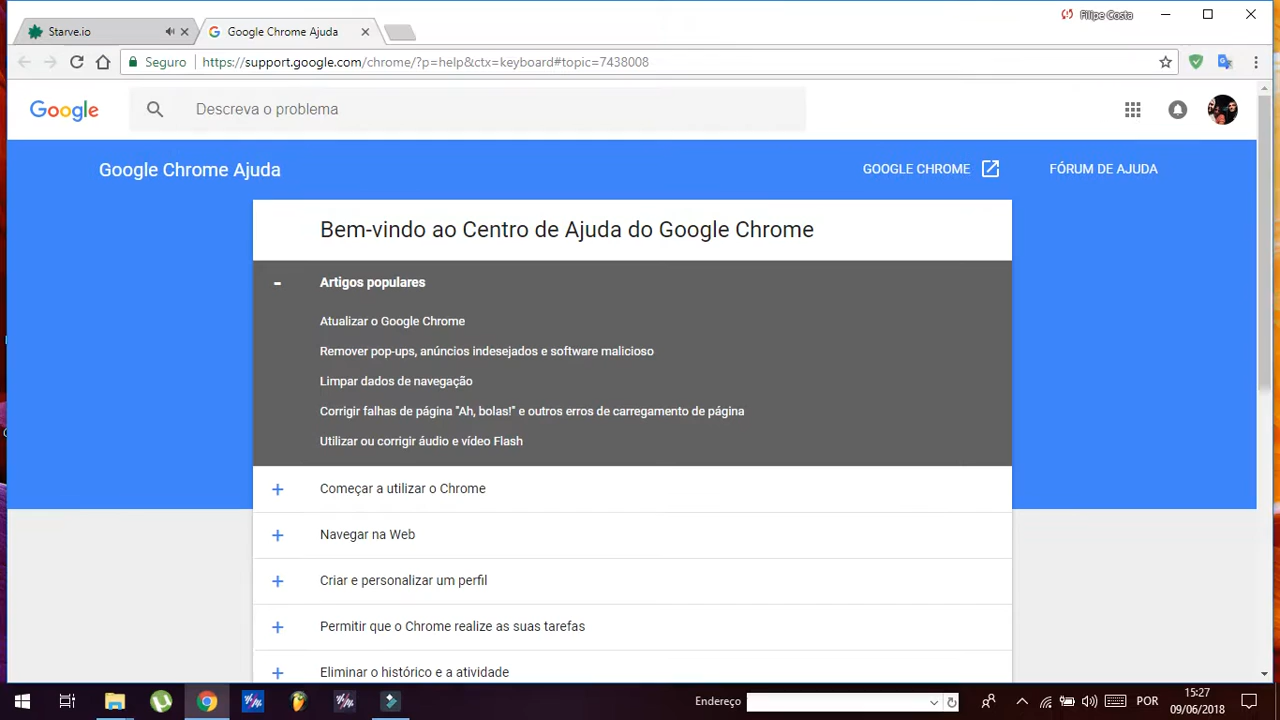 Starve.io
Google Chrome Ajuda
Filipe Costa
Seguro
https://support.google.com/chrome/?p=help&ctx=keyboard#topic=7438008
Google
Descreva o problema
Google Chrome Ajuda
GOOGLE CHROME
FÓRUM DE AJUDA
Bem-vindo ao Centro de Ajuda do Google Chrome
- Artigos populares
Atualizar o Google Chrome
Remover pop-ups, anúncios indesejados e software malicioso
Limpar dados de navegação
Corrigir falhas de página "Ah, bolas!" e outros erros de carregamento de página
Utilizar ou corrigir áudio e vídeo Flash
+ Começar a utilizar o Chrome
+ Navegar na Web
+ Criar e personalizar um perfil
+ Permitir que o Chrome realize as suas tarefas
+ Eliminar o histórico e a atividade
Endereço
POR
15:27
09/06/2018